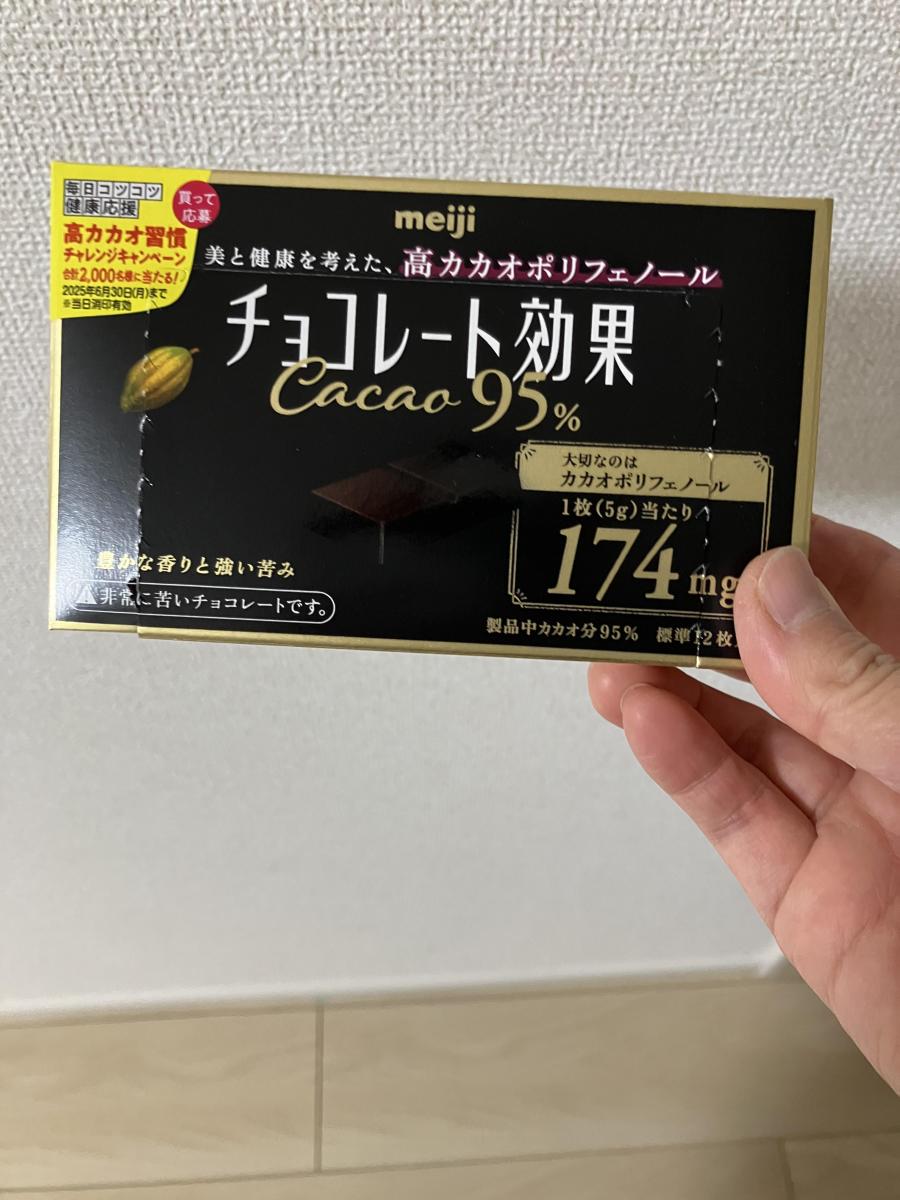 毎日コツコツ
健康応援
買って
応募
高カカオ習慣
チャレンジキャンペーン
合計2,000名様に当たる!
2025年6月30日(月)まで
※当日消印有効
meiji
美と健康を考えた、高カカオポリフェノール
チョコレート効果
Cacao 95%
大切なのは
カカオポリフェノール
1枚(5g)当たり
174mg
豊かな香りと強い苦み
非常に苦いチョコレートです。
製品中カカオ分95% 標準12枚